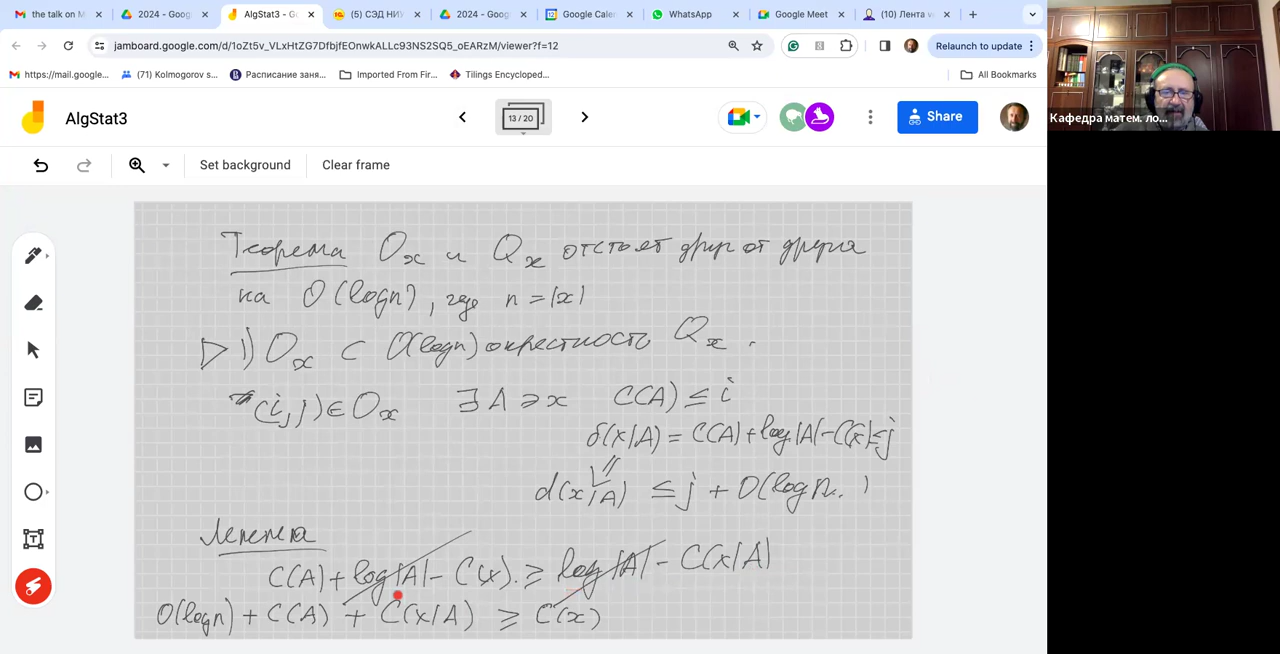 the talk on M
2024 - Googl
AlgStat3 - G
(5) СЭД НИУ
2024 - Googl
Google Calen
WhatsApp
Google Meet
(10) Лента
jamboard.google.com/d/1oZt5v_VLxHtZG7DfbjfEOnwkALLc93NS2SQ5_oEARzM/viewer?f=12
Relaunch to update
https://mail.google...
(71) Kolmogorov s...
Расписание заня...
Imported From Fir...
Tilings Encycloped...
All Bookmarks
AlgStat3
13 / 20
Share
Set background
Clear frame
Кафедра матем. ло...
Теорема O_x и Q_x отстоят друг от друга
на O(log n), где n = |x|
▷ 1) O_x ⊂ O(log n) окрестность Q_x.
(i,j) ∈ O_x ∃ A ∋ x C(A) ≤ i
δ(x|A) = C(A) + log|A| - C(x) ≤ j
d(x|A) ≤ j + O(log n..)
Лемма
C(A) + log|A| - C(x) ≥ log|A| - C(x|A)
O(log n) + C(A) + C(x|A) ≥ C(x)